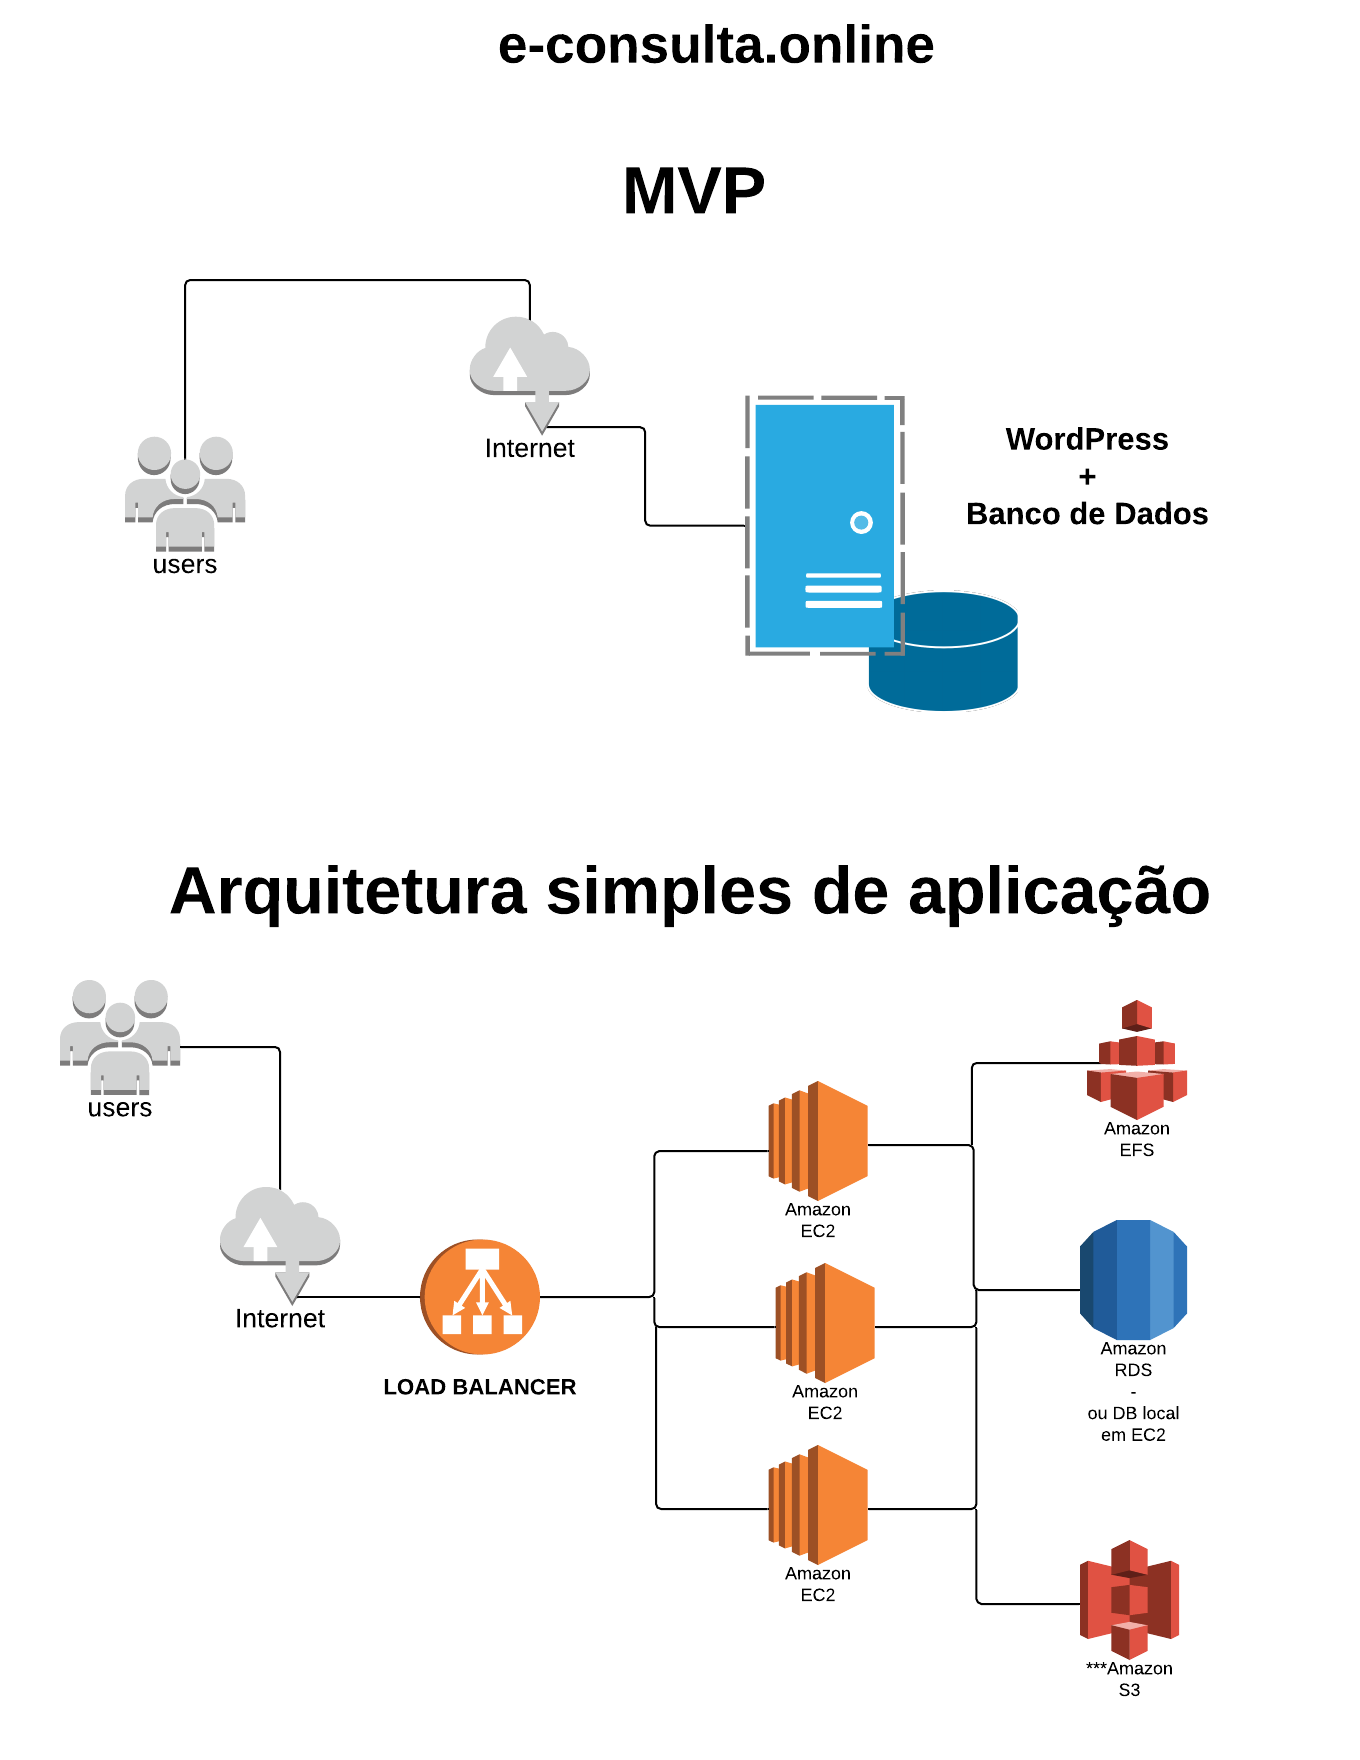 e-consulta.online
MVP
Internet
WordPress
+
Banco de Dados
users
Arquitetura simples de aplicação
users
Amazon
EFS
Amazon
EC2
Internet
LOAD BALANCER
Amazon
EC2
Amazon
RDS
-
ou DB local
em EC2
Amazon
EC2
***Amazon
S3